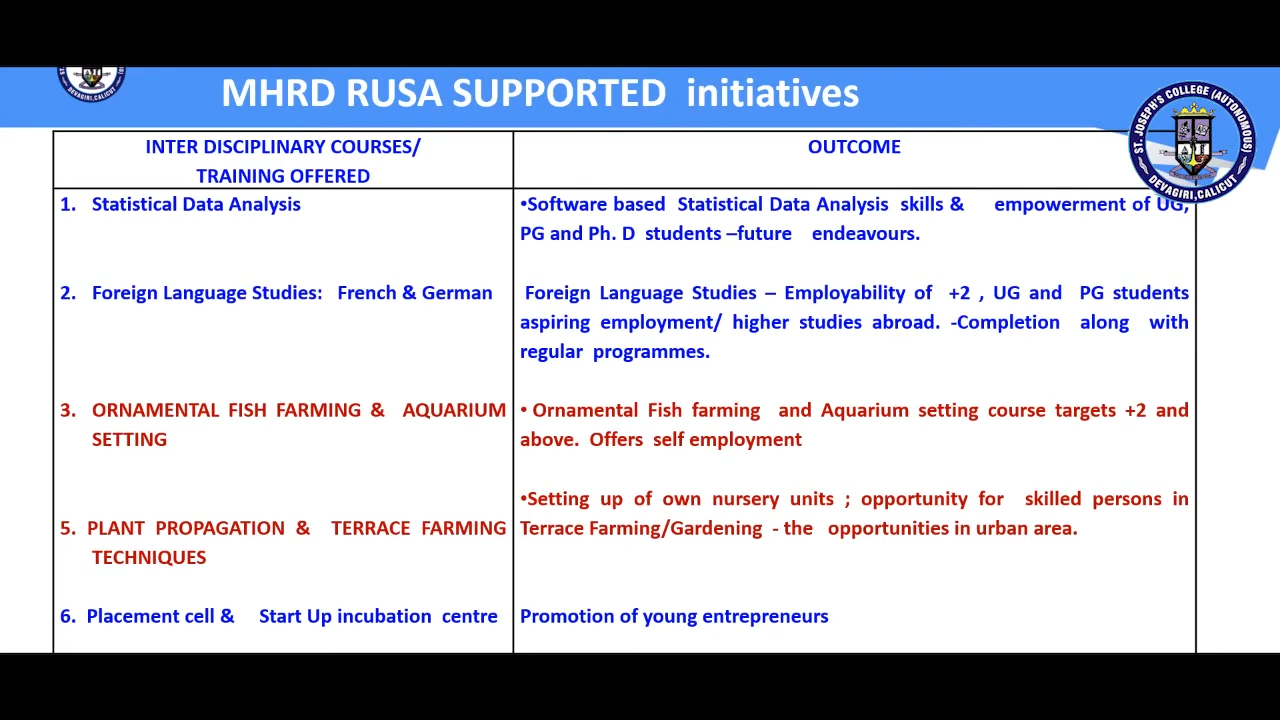 MHRD RUSA SUPPORTED initiatives
DEVAGIRI,CALICUT
ST. JOSEPH'S COLLEGE (AUTONOMOUS)
DEVAGIRI,CALICUT
INTER DISCIPLINARY COURSES/
TRAINING OFFERED
OUTCOME
1. Statistical Data Analysis
•Software based Statistical Data Analysis skills & empowerment of UG,
PG and Ph. D students –future endeavours.
2. Foreign Language Studies: French & German
Foreign Language Studies – Employability of +2 , UG and PG students
aspiring employment/ higher studies abroad. -Completion along with
regular programmes.
3. ORNAMENTAL FISH FARMING & AQUARIUM
SETTING
• Ornamental Fish farming and Aquarium setting course targets +2 and
above. Offers self employment
5. PLANT PROPAGATION & TERRACE FARMING
TECHNIQUES
•Setting up of own nursery units ; opportunity for skilled persons in
Terrace Farming/Gardening - the opportunities in urban area.
6. Placement cell & Start Up incubation centre
Promotion of young entrepreneurs